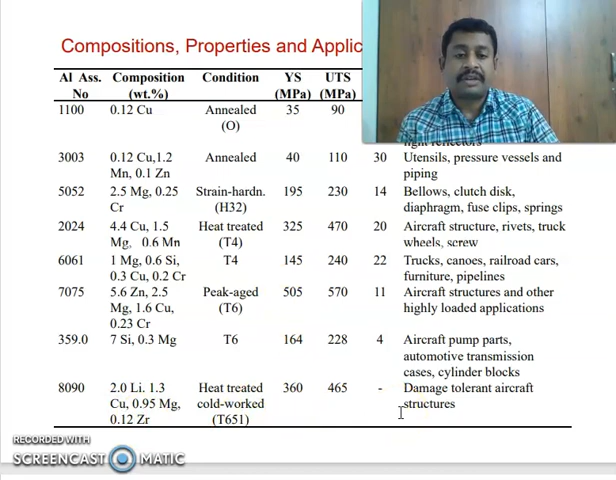 Compositions, Properties and Applic
Al Ass. Composition Condition YS UTS
No (wt.%) (MPa) (MPa)
1100 0.12 Cu Annealed 35 90
(O)
light reflectors
3003 0.12 Cu,1.2 Annealed 40 110 30 Utensils, pressure vessels and
Mn, 0.1 Zn piping
5052 2.5 Mg, 0.25 Strain-hardn. 195 230 14 Bellows, clutch disk,
Cr (H32) diaphragm, fuse clips, springs
2024 4.4 Cu, 1.5 Heat treated 325 470 20 Aircraft structure, rivets, truck
Mg, 0.6 Mn (T4) wheels, screw
6061 1 Mg, 0.6 Si, T4 145 240 22 Trucks, canoes, railroad cars,
0.3 Cu, 0.2 Cr furniture, pipelines
7075 5.6 Zn, 2.5 Peak-aged 505 570 11 Aircraft structures and other
Mg, 1.6 Cu, (T6) highly loaded applications
0.23 Cr
359.0 7 Si, 0.3 Mg T6 164 228 4 Aircraft pump parts,
automotive transmission
cases, cylinder blocks
8090 2.0 Li. 1.3 Heat treated 360 465 - Damage tolerant aircraft
Cu, 0.95 Mg, cold-worked structures
0.12 Zr (T651)
RECORDED WITH
SCREENCAST MATIC